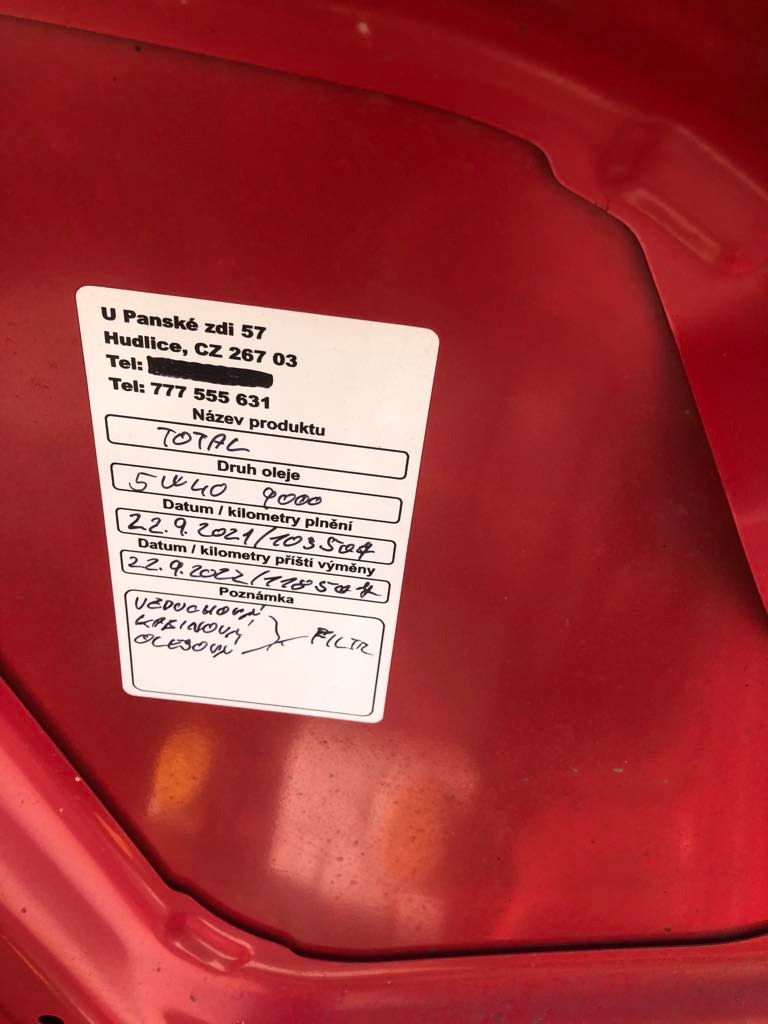 U Panské zdi 57
Hudlice, CZ 267 03
Tel:
Tel: 777 555 631
Název produktu
TOTAL
Druh oleje
5W40 9000
Datum / kilometry plnění
22.9.2021/103504
Datum / kilometry příští výměny
22.9.2022/118504
Poznámka
VZDUCHOVÝ
KABINOVÝ
OLEJOVÝ
FILTR